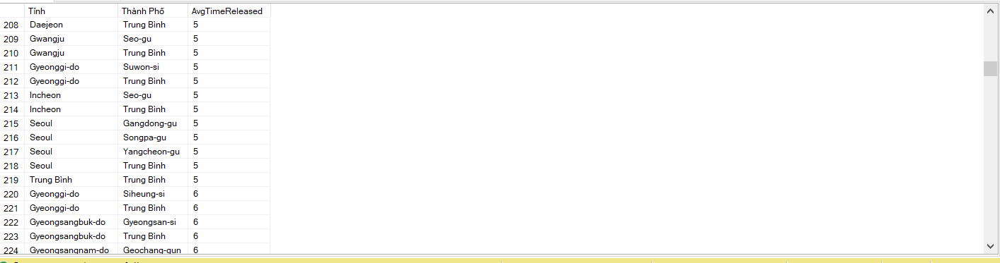 Tỉnh Thành Phố AvgTimeReleased
208 Daejeon Trung Bình 5
209 Gwangju Seo-gu 5
210 Gwangju Trung Bình 5
211 Gyeonggi-do Suwon-si 5
212 Gyeonggi-do Trung Bình 5
213 Incheon Seo-gu 5
214 Incheon Trung Bình 5
215 Seoul Gangdong-gu 5
216 Seoul Songpa-gu 5
217 Seoul Yangcheon-gu 5
218 Seoul Trung Bình 5
219 Trung Bình Trung Bình 5
220 Gyeonggi-do Siheung-si 6
221 Gyeonggi-do Trung Bình 6
222 Gyeongsangbuk-do Gyeongsan-si 6
223 Gyeongsangbuk-do Trung Bình 6
224 Gyeongsangnam-do Geochang-gun 6